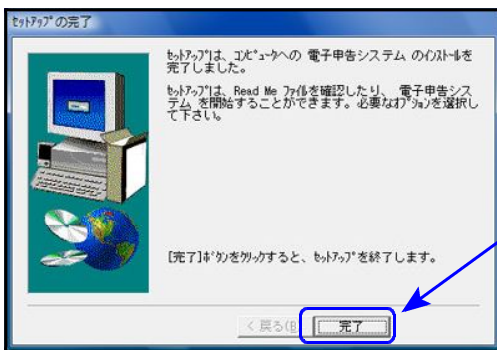 ｾｯﾄｱｯﾌﾟの完了
ｾｯﾄｱｯﾌﾟは、ｺﾝﾋﾟｭｰﾀへの 電子申告システム のｲﾝｽﾄｰﾙを
完了しました。
ｾｯﾄｱｯﾌﾟは、Read Me ﾌｧｲﾙを確認したり、 電子申告シス
テム を開始することができます。必要なｵﾌﾟｼｮﾝを選択し
て下さい。
[完了]ﾎﾞﾀﾝをｸﾘｯｸすると、ｾｯﾄｱｯﾌﾟを終了します。
< 戻る(B
完了